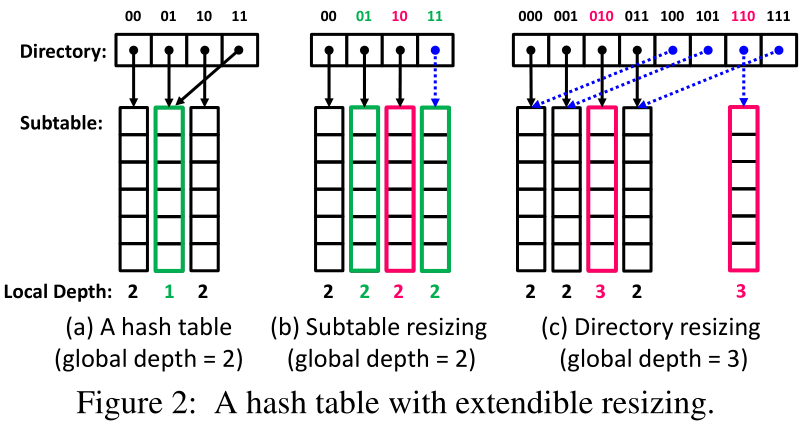 00 01 10 11 00 01 10 11 000 001 010 011 100 101 110 111
Directory:
Subtable:
Local Depth: 2 1 2 2 2 2 2 2 2 3 2 3
(a) A hash table (b) Subtable resizing (c) Directory resizing
(global depth = 2) (global depth = 2) (global depth = 3)
Figure 2: A hash table with extendible resizing.